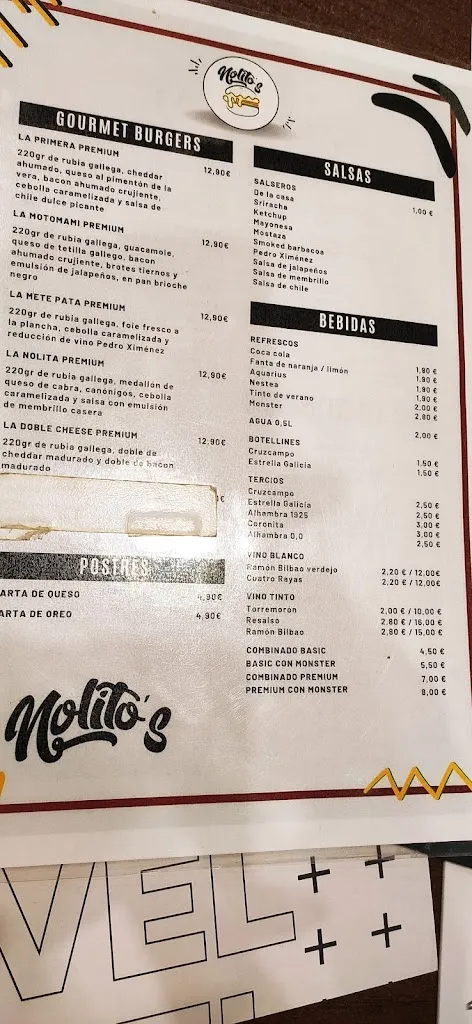 Nolito's
GOURMET BURGERS
LA PRIMERA PREMIUM
220gr de rubia gallega, cheddar 12,90€
ahumado, queso al pimentón de la
vera, bacon ahumado crujiente,
cebolla caramelizada y salsa de
chile dulce picante
LA MOTOMAMI PREMIUM
220gr de rubia gallega, guacamole, 12,90€
queso de tetilla gallego, bacon
ahumado crujiente, brotes tiernos y
emulsión de jalapeños, en pan brioche
negro
LA METE PATA PREMIUM
220gr de rubia gallega, foie fresco a 12,90€
la plancha, cebolla caramelizada y
reducción de vino Pedro Ximénez
LA NOLITA PREMIUM
220gr de rubia gallega, medallón de 12,90€
queso de cabra, canónigos, cebolla
caramelizada y salsa con emulsión
de membrillo casera
LA DOBLE CHEESE PREMIUM
220gr de rubia gallega, doble de 12,90€
cheddar madurado y doble de bacon
madurado
€
POSTRES
ARTA DE QUESO 4,90€
ARTA DE OREO 4,90€
Nolito's
SALSAS
SALSEROS 1,00 €
De la casa
Sriracha
Ketchup
Mayonesa
Mostaza
Smoked barbacoa
Pedro Ximénez
Salsa de jalapeños
Salsa de membrillo
Salsa de chile
BEBIDAS
REFRESCOS
Coca cola 1,90 €
Fanta de naranja / limón 1,90 €
Aquarius 1,90 €
Nestea 1,90 €
Tinto de verano 2,00 €
Monster 2,80 €
AGUA 0,5L 2,00 €
BOTELLINES
Cruzcampo 1,50 €
Estrella Galicia 1,50 €
TERCIOS
Cruzcampo 2,50 €
Estrella Galicia 2,50 €
Alhambra 1925 3,00 €
Coronita 3,00 €
Alhambra 0,0 2,50 €
VINO BLANCO
Ramón Bilbao verdejo 2,20 € / 12,00€
Cuatro Rayas 2,20 € / 12,00€
VINO TINTO
Torremorón 2,00 € / 10,00 €
Resalso 2,80 € / 16,00 €
Ramón Bilbao 2,80 € / 15,00 €
COMBINADO BASIC 4,50 €
BASIC CON MONSTER 5,50 €
COMBINADO PREMIUM 7,00 €
PREMIUM CON MONSTER 8,00 €
VEL